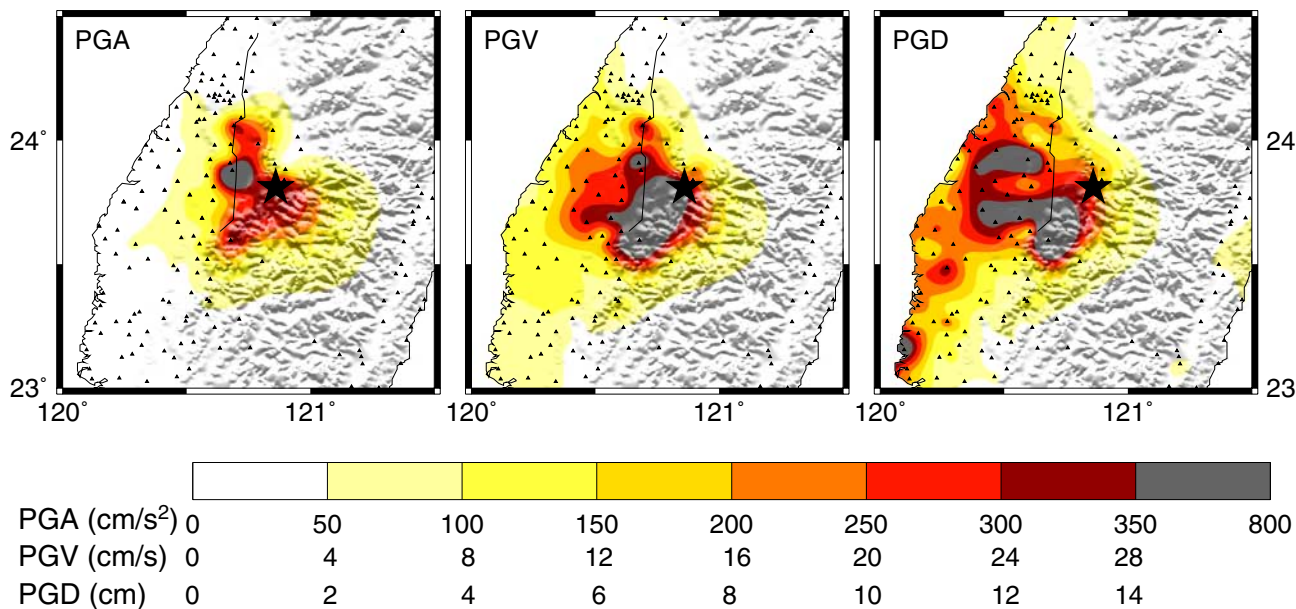 PGA PGV PGD
24° 24
23° 23
120° 121° 120° 121° 120° 121°
PGA (cm/s²) 0 50 100 150 200 250 300 350 800
PGV (cm/s) 0 4 8 12 16 20 24 28
PGD (cm) 0 2 4 6 8 10 12 14